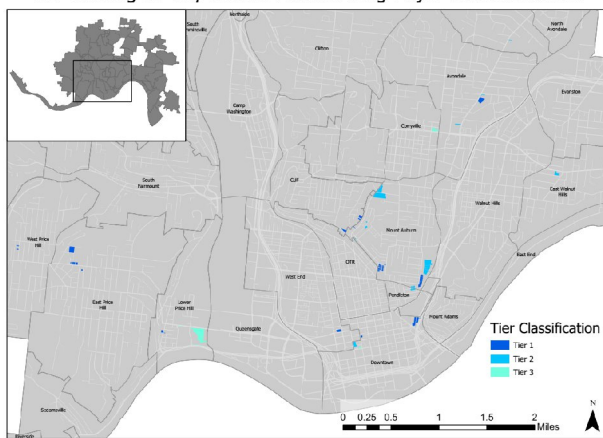 Northside
South
Clifton
North
Avondale
Avondale
Evanston
Camp
Washington
Corryville
South
Fairmount
CUF
Walnut Hills
East Walnut
Hills
Mount Auburn
West Price
Hill
East End
OTR
West End
East Price
Hill
Lower
Price Hill
Pendleton
Mount Adams
Queensgate
Downtown
Sedamsville
Riverside
Tier Classification
Tier 1
Tier 2
Tier 3
N
0 0.25 0.5 1 1.5 2
Miles